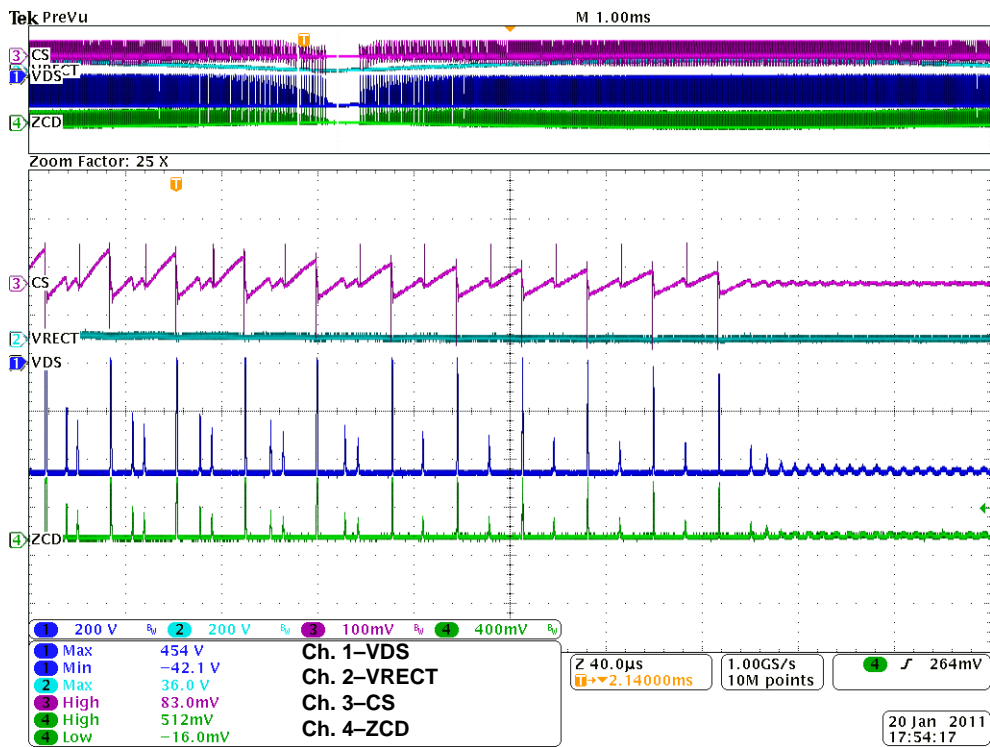 Tek PreVu M 1.00ms
T
3 CS
VRECT
1 VDS
4 ZCD
Zoom Factor: 25 X
T
3 CS
2 VRECT
1 VDS
4 ZCD
1 200 V BW 2 200 V BW 3 100mV BW 4 400mV BW
1 Max 454 V
1 Min −42.1 V
2 Max 36.0 V
3 High 83.0mV
4 High 512mV
4 Low −16.0mV
Ch. 1–VDS
Ch. 2–VRECT
Ch. 3–CS
Ch. 4–ZCD
Z 40.0µs
T→▼2.14000ms
1.00GS/s
10M points
4 264mV
20 Jan 2011
17:54:17